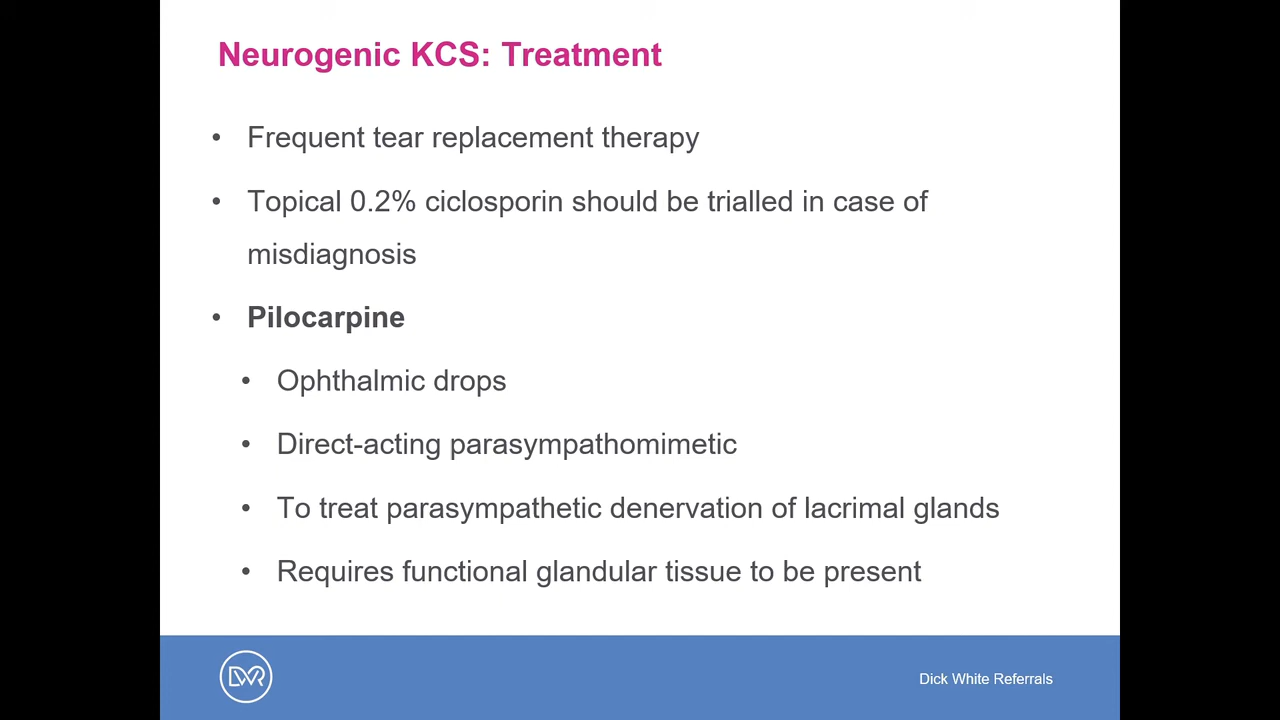 Neurogenic KCS: Treatment
• Frequent tear replacement therapy
• Topical 0.2% ciclosporin should be trialled in case of
misdiagnosis
• Pilocarpine
• Ophthalmic drops
• Direct-acting parasympathomimetic
• To treat parasympathetic denervation of lacrimal glands
• Requires functional glandular tissue to be present
DWR
Dick White Referrals